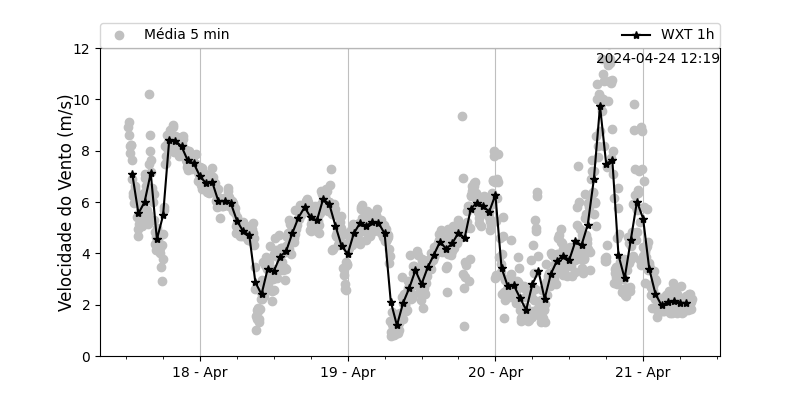 Média 5 min
WXT 1h
2024-04-24 12:19
Velocidade do Vento (m/s)
12
10
8
6
4
2
0
18 - Apr
19 - Apr
20 - Apr
21 - Apr